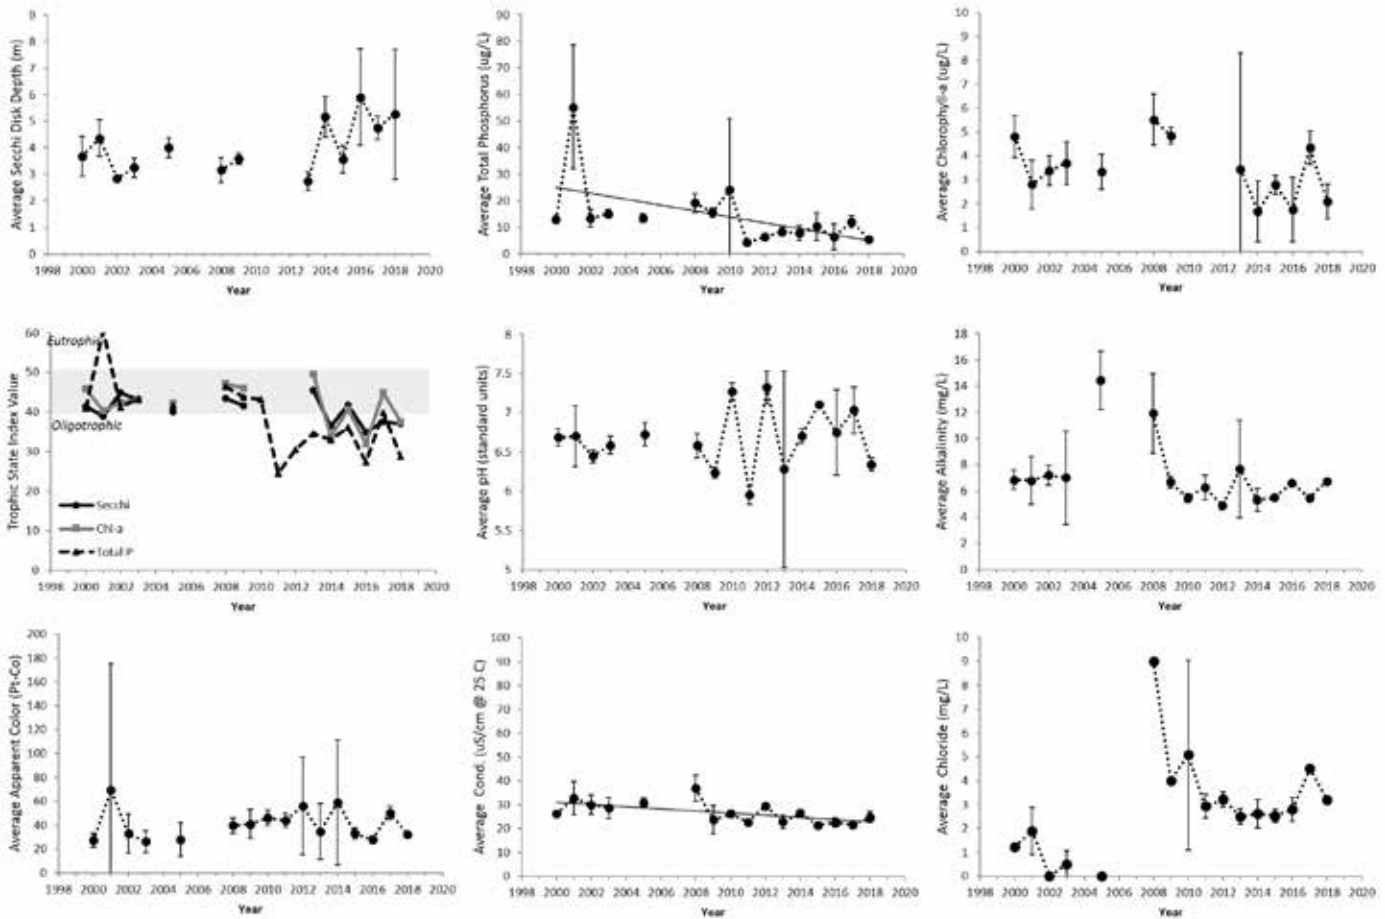 Average Secchi Disk Depth (m)
9
8
7
6
5
4
3
2
1
0
1998 2000 2002 2004 2006 2008 2010 2012 2014 2016 2018 2020
Year
Average Total Phosphorus (ug/L)
90
80
70
60
50
40
30
20
10
0
1998 2000 2002 2004 2006 2008 2010 2012 2014 2016 2018 2020
Year
Average Chlorophyll-a (ug/L)
10
9
8
7
6
5
4
3
2
1
0
1998 2000 2002 2004 2006 2008 2010 2012 2014 2016 2018 2020
Year
Trophic State Index Value
60
50
40
30
20
10
0
Eutrophic
Oligotrophic
Secchi
Chl-a
Total P
1998 2000 2002 2004 2006 2008 2010 2012 2014 2016 2018 2020
Year
Average pH (standard units)
8
7.5
7
6.5
6
5
1998 2000 2002 2004 2006 2008 2010 2012 2014 2016 2018 2020
Year
Average Alkalinity (mg/L)
18
16
14
12
10
8
6
4
2
0
1998 2000 2002 2004 2006 2008 2010 2012 2014 2016 2018 2020
Year
Average Apparent Color (Pt-Co)
200
180
160
140
120
100
80
60
40
20
0
1998 2000 2002 2004 2006 2008 2010 2012 2014 2016 2018 2020
Year
Average Cond. (uS/cm @ 25 C)
100
90
80
70
60
50
40
30
20
10
0
1998 2000 2002 2004 2006 2008 2010 2012 2014 2016 2018 2020
Year
Average Chloride (mg/L)
10
9
8
7
6
5
4
3
2
1
0
1998 2000 2002 2004 2006 2008 2010 2012 2014 2016 2018 2020
Year